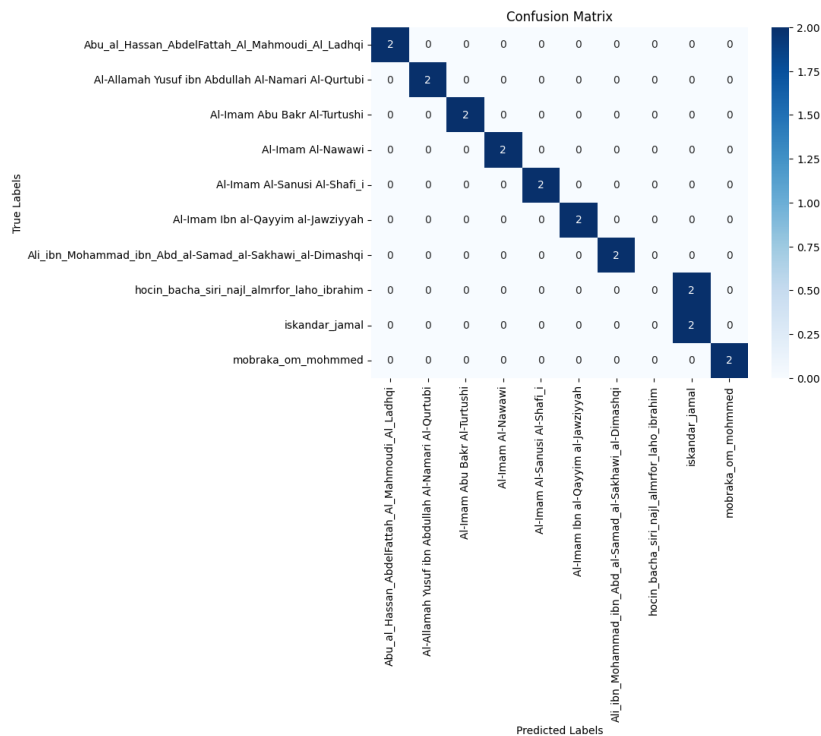 Confusion Matrix
True Labels
Abu_al_Hassan_AbdelFattah_Al_Mahmoudi_Al_Ladhqi 2 0 0 0 0 0 0 0 0 0
Al-Allamah Yusuf ibn Abdullah Al-Namari Al-Qurtubi 0 2 0 0 0 0 0 0 0 0
Al-Imam Abu Bakr Al-Turtushi 0 0 2 0 0 0 0 0 0 0
Al-Imam Al-Nawawi 0 0 0 2 0 0 0 0 0 0
Al-Imam Al-Sanusi Al-Shafi_i 0 0 0 0 2 0 0 0 0 0
Al-Imam Ibn al-Qayyim al-Jawziyyah 0 0 0 0 0 2 0 0 0 0
Ali_ibn_Mohammad_ibn_Abd_al-Samad_al-Sakhawi_al-Dimashqi 0 0 0 0 0 0 2 0 0 0
hocin_bacha_siri_najl_almrfor_laho_ibrahim 0 0 0 0 0 0 0 0 2 0
iskandar_jamal 0 0 0 0 0 0 0 0 2 0
mobraka_om_mohmmed 0 0 0 0 0 0 0 0 0 2
Abu_al_Hassan_AbdelFattah_Al_Mahmoudi_Al_Ladhqi
Al-Allamah Yusuf ibn Abdullah Al-Namari Al-Qurtubi
Al-Imam Abu Bakr Al-Turtushi
Al-Imam Al-Nawawi
Al-Imam Al-Sanusi Al-Shafi_i
Al-Imam Ibn al-Qayyim al-Jawziyyah
Ali_ibn_Mohammad_ibn_Abd_al-Samad_al-Sakhawi_al-Dimashqi
hocin_bacha_siri_najl_almrfor_laho_ibrahim
iskandar_jamal
mobraka_om_mohmmed
Predicted Labels
2.00
1.75
1.50
1.25
1.00
0.75
0.50
0.25
0.00